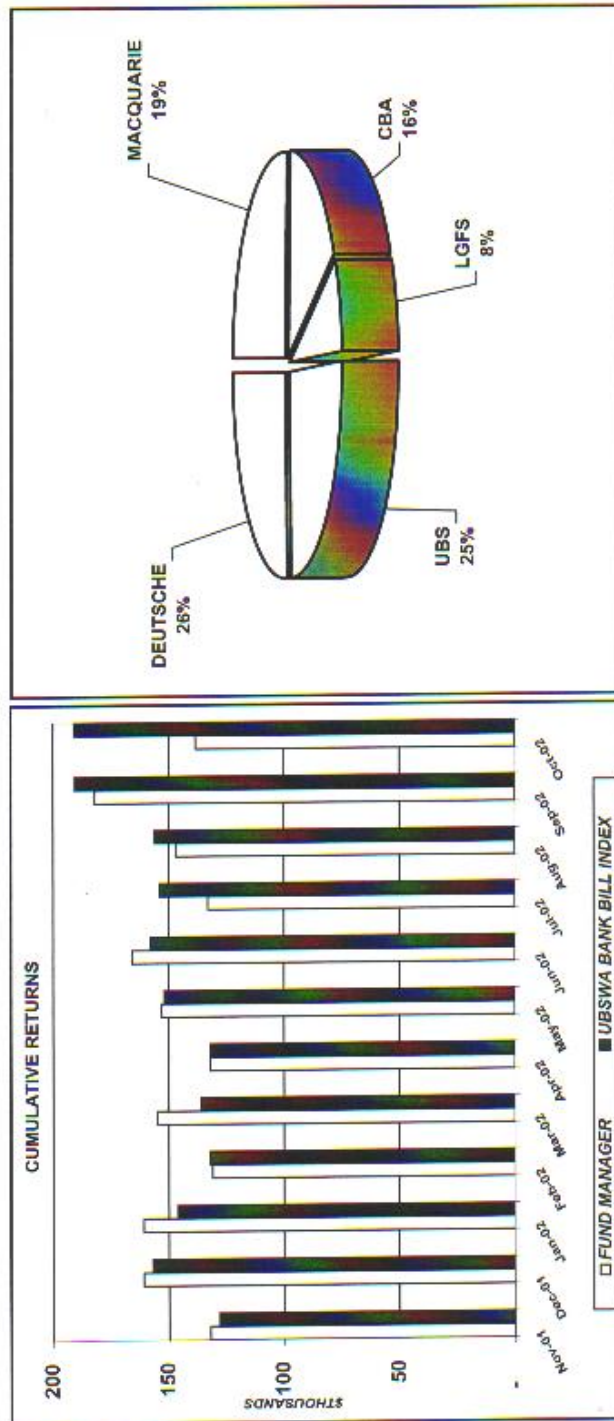 CUMULATIVE RETURNS
200
150
100
50
-
$THOUSANDS
Nov-01
Dec-01
Jan-02
Feb-02
Mar-02
Apr-02
May-02
Jun-02
Jul-02
Aug-02
Sep-02
Oct-02
FUND MANAGER
UBSWA BANK BILL INDEX
DEUTSCHE
26%
MACQUARIE
19%
UBS
25%
LGFS
8%
CBA
16%